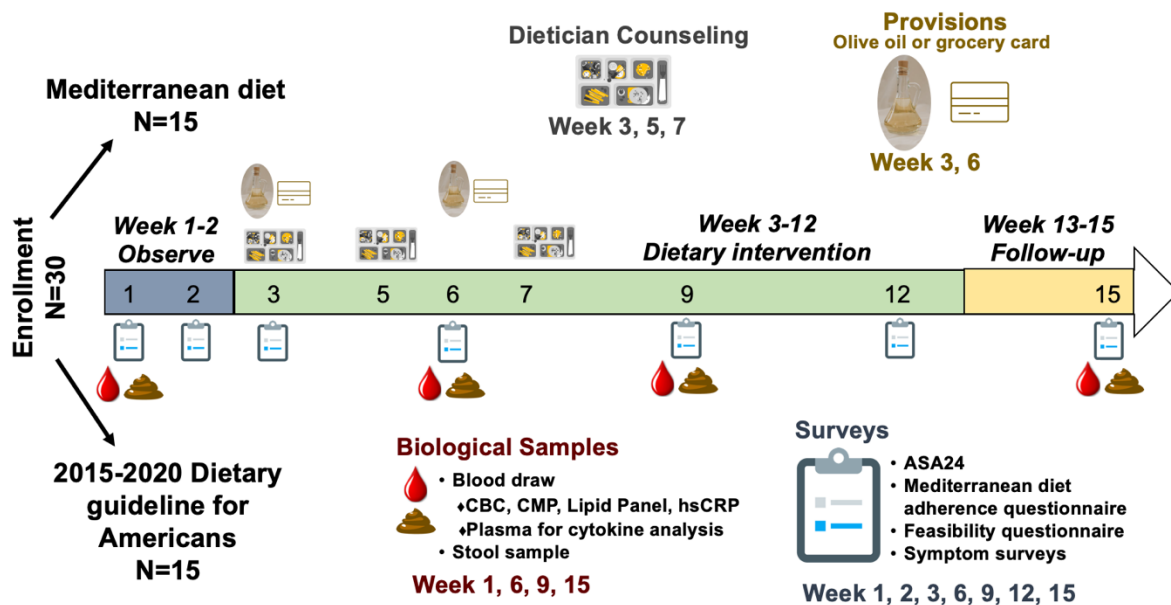 Dietician Counseling
Week 3, 5, 7
Provisions
Olive oil or grocery card
Week 3, 6
Mediterranean diet
N=15
Enrollment
N=30
Week 1-2
Observe
Week 3-12
Dietary intervention
Week 13-15
Follow-up
1 2 3 5 6 7 9 12 15
2015-2020 Dietary
guideline for
Americans
N=15
Biological Samples
• Blood draw
♦CBC, CMP, Lipid Panel, hsCRP
♦Plasma for cytokine analysis
• Stool sample
Week 1, 6, 9, 15
Surveys
• ASA24
• Mediterranean diet
adherence questionnaire
• Feasibility questionnaire
• Symptom surveys
Week 1, 2, 3, 6, 9, 12, 15